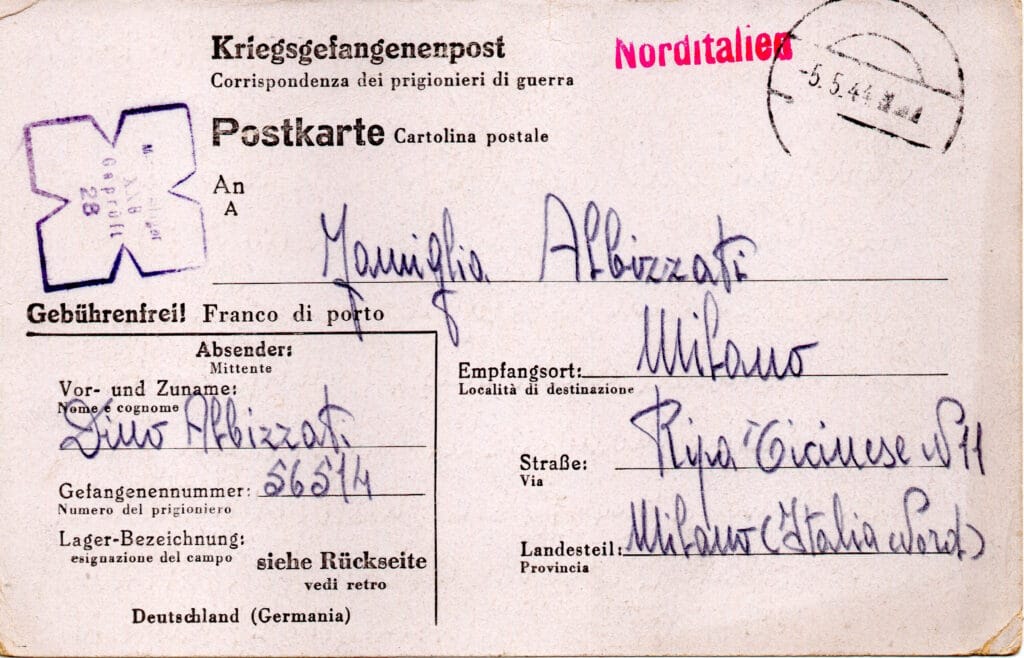 Kriegsgefangenenpost
Corrispondenza dei prigionieri di guerra
Norditalien
-5.5.44
Postkarte Cartolina postale
Geprüft
28
An
A
Famiglia Albizzati
Gebührenfrei! Franco di porto
Milano
Empfangsort:
Località di destinazione
Ripa Ticinese N 11
Straße:
Via
Milano (Italia Nord)
Landesteil:
Provincia
Absender:
Mittente
Vor- und Zuname:
Nome e cognome
Dino Albizzati
Gefangenennummer: 56514
Numero del prigioniero
Lager-Bezeichnung:
esignazione del campo
siehe Rückseite
vedi retro
Deutschland (Germania)